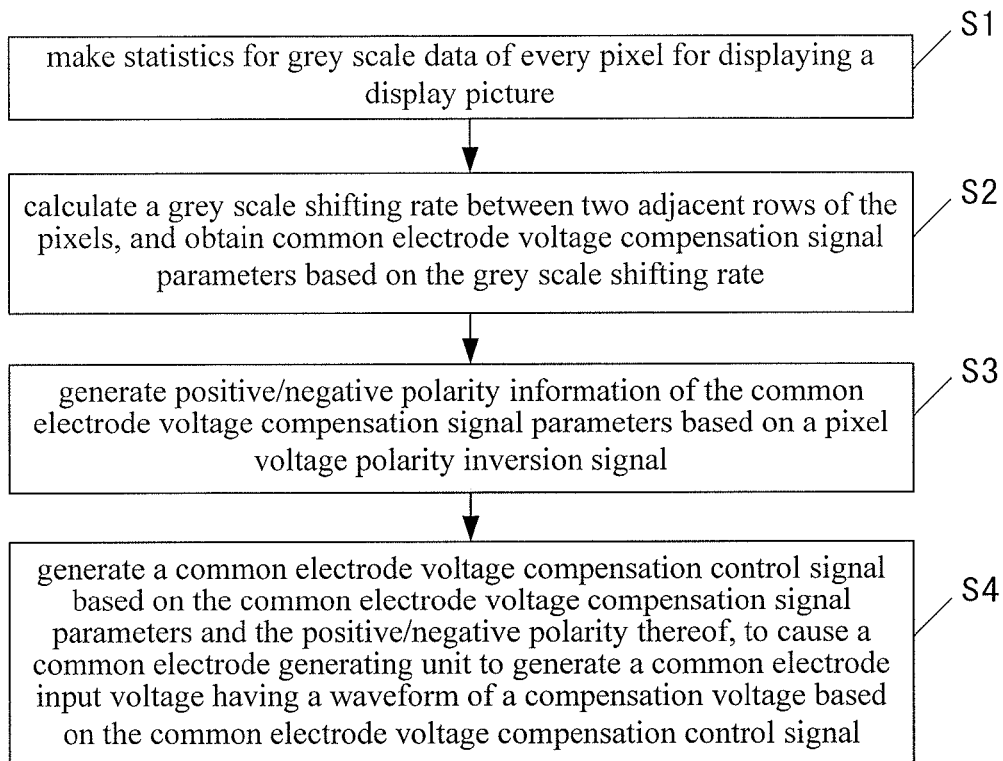 S1
make statistics for grey scale data of every pixel for displaying a
display picture
S2
calculate a grey scale shifting rate between two adjacent rows of the
pixels, and obtain common electrode voltage compensation signal
parameters based on the grey scale shifting rate
S3
generate positive/negative polarity information of the common
electrode voltage compensation signal parameters based on a pixel
voltage polarity inversion signal
S4
generate a common electrode voltage compensation control signal
based on the common electrode voltage compensation signal
parameters and the positive/negative polarity thereof, to cause a
common electrode generating unit to generate a common electrode
input voltage having a waveform of a compensation voltage based
on the common electrode voltage compensation control signal